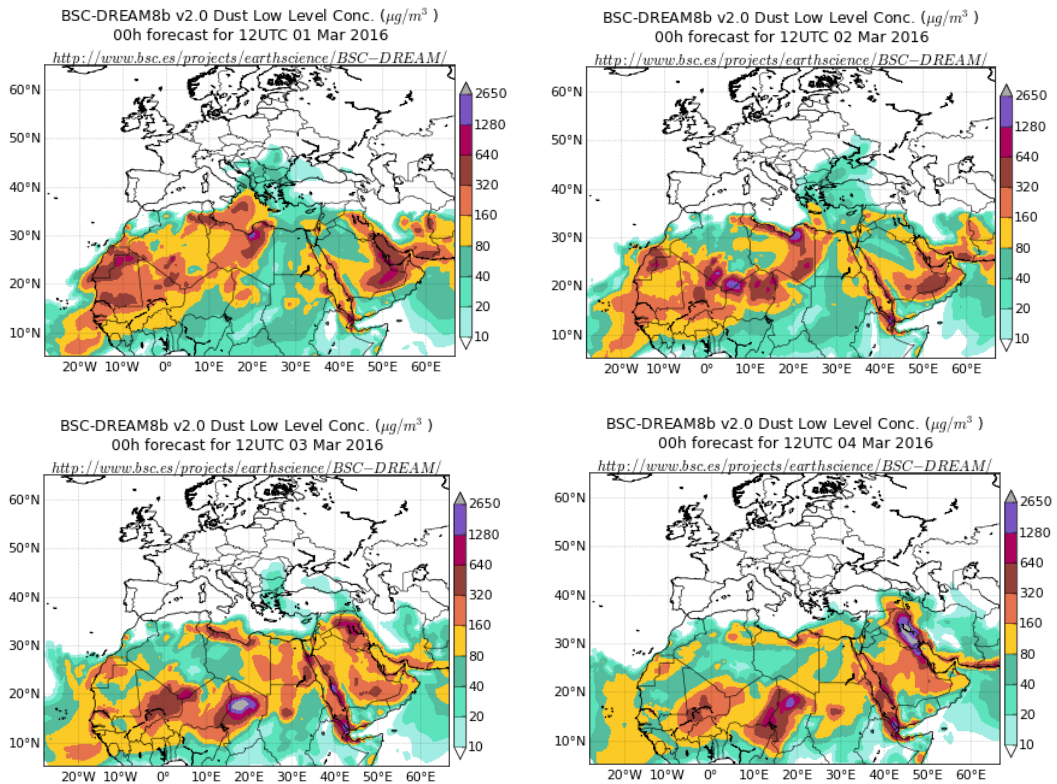 BSC-DREAM8b v2.0 Dust Low Level Conc. (μg/m³ )
00h forecast for 12UTC 01 Mar 2016
http://www.bsc.es/projects/earthscience/BSC−DREAM/
60°N
50°N
40°N
30°N
20°N
10°N
20°W 10°W 0° 10°E 20°E 30°E 40°E 50°E 60°E
2650
1280
640
320
160
80
40
20
10
BSC-DREAM8b v2.0 Dust Low Level Conc. (μg/m³ )
00h forecast for 12UTC 02 Mar 2016
http://www.bsc.es/projects/earthscience/BSC−DREAM/
60°N
50°N
40°N
30°N
20°N
10°N
20°W 10°W 0° 10°E 20°E 30°E 40°E 50°E 60°E
2650
1280
640
320
160
80
40
20
10
BSC-DREAM8b v2.0 Dust Low Level Conc. (μg/m³ )
00h forecast for 12UTC 03 Mar 2016
http://www.bsc.es/projects/earthscience/BSC−DREAM/
60°N
50°N
40°N
30°N
20°N
10°N
20°W 10°W 0° 10°E 20°E 30°E 40°E 50°E 60°E
2650
1280
640
320
160
80
40
20
10
BSC-DREAM8b v2.0 Dust Low Level Conc. (μg/m³ )
00h forecast for 12UTC 04 Mar 2016
http://www.bsc.es/projects/earthscience/BSC−DREAM/
60°N
50°N
40°N
30°N
20°N
10°N
20°W 10°W 0° 10°E 20°E 30°E 40°E 50°E 60°E
2650
1280
640
320
160
80
40
20
10